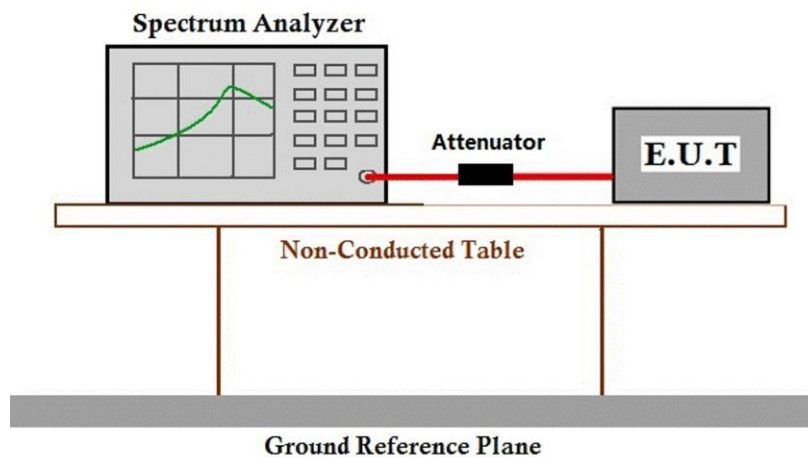 Spectrum Analyzer
Attenuator
E.U.T
Non-Conducted Table
Ground Reference Plane